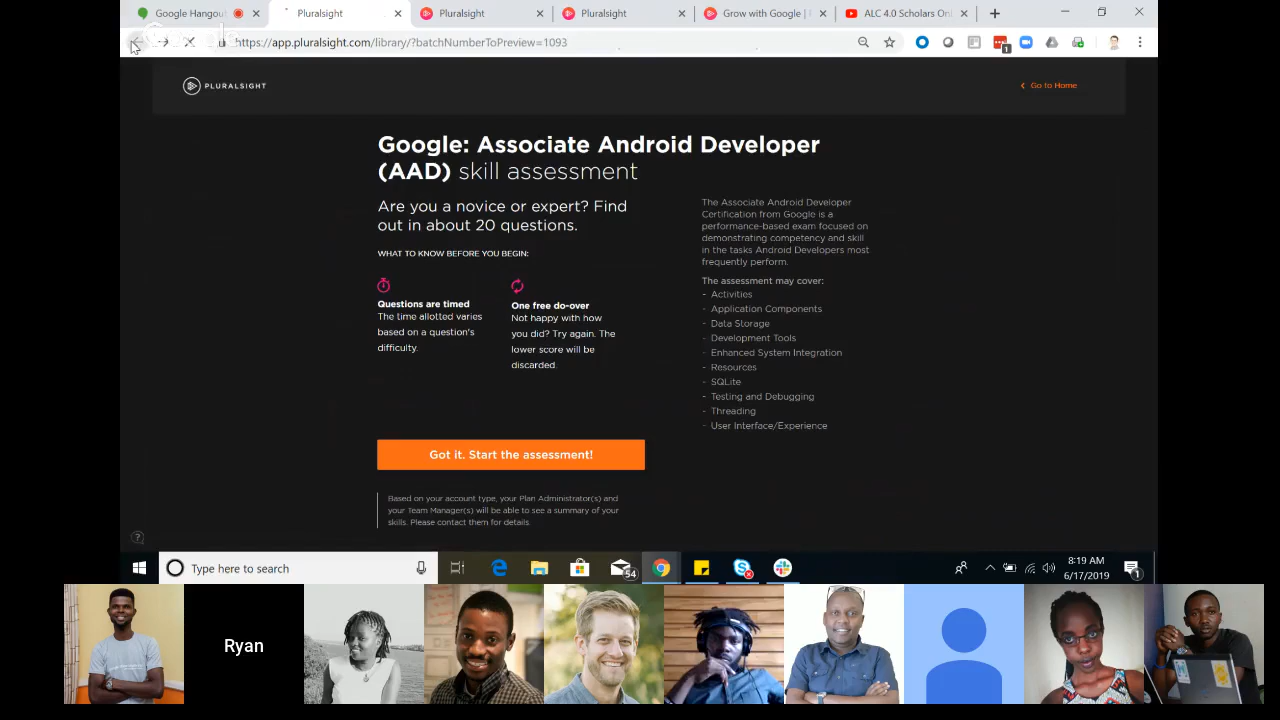 Google Hangou
Pluralsight
Pluralsight
Pluralsight
Grow with Google |
ALC 4.0 Scholars Onl
https://app.pluralsight.com/library/?batchNumberToPreview=1093
1
PLURALSIGHT
Go to Home
Google: Associate Android Developer
(AAD) skill assessment
Are you a novice or expert? Find
out in about 20 questions.
WHAT TO KNOW BEFORE YOU BEGIN:
Questions are timed
The time allotted varies
based on a question's
difficulty.
One free do-over
Not happy with how
you did? Try again. The
lower score will be
discarded.
The Associate Android Developer
Certification from Google is a
performance-based exam focused on
demonstrating competency and skill
in the tasks Android Developers most
frequently perform.
The assessment may cover:
- Activities
- Application Components
- Data Storage
- Development Tools
- Enhanced System Integration
- Resources
- SQLite
- Testing and Debugging
- Threading
- User Interface/Experience
Got it. Start the assessment!
Based on your account type, your Plan Administrator(s) and
your Team Manager(s) will be able to see a summary of your
skills. Please contact them for details.
?
Type here to search
54
8:19 AM
6/17/2019
1
Ryan